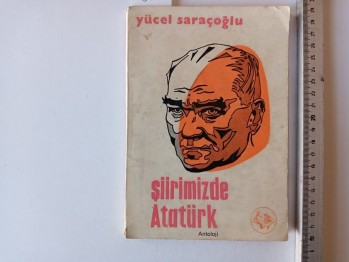 yücel saraçoğlu
şiirimizde
Atatürk
Antoloji